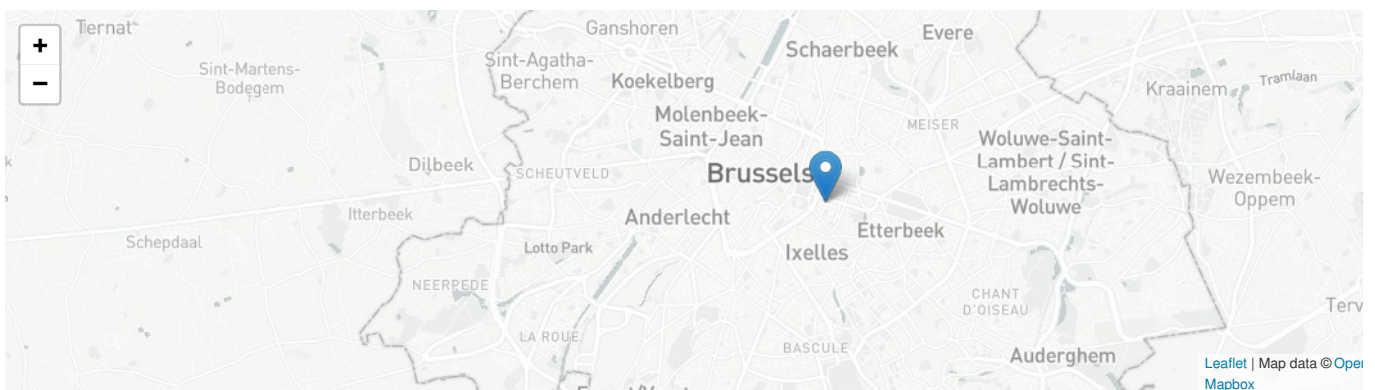 Ternat
Ganshoren
Evere
+
Schaerbeek
Sint-Agatha-
Berchem
Sint-Martens-
Bodegem
Koekelberg
Tramlaan
Kraainem
−
Molenbeek-
Saint-Jean
MEISER
Woluwe-Saint-
Lambert / Sint-
Lambrechts-
Woluwe
Dilbeek
SCHEUTVELD
Brussels
Wezembeek-
Oppem
Itterbeek
Anderlecht
Etterbeek
Schepdaal
Lotto Park
Ixelles
NEERPEDE
CHANT
D'OISEAU
Terv
LA ROUE
BASCULE
Auderghem
Leaflet | Map data © Open
Mapbox